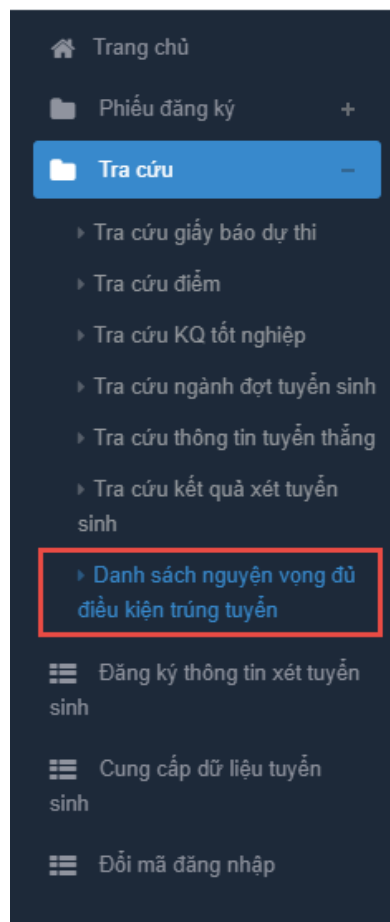 Trang chủ
Phiếu đăng ký +
Tra cứu −
Tra cứu giấy báo dự thi
Tra cứu điểm
Tra cứu KQ tốt nghiệp
Tra cứu ngành đợt tuyển sinh
Tra cứu thông tin tuyển thẳng
Tra cứu kết quả xét tuyển
sinh
Danh sách nguyện vọng đủ
điều kiện trúng tuyển
Đăng ký thông tin xét tuyển
sinh
Cung cấp dữ liệu tuyển
sinh
Đổi mã đăng nhập